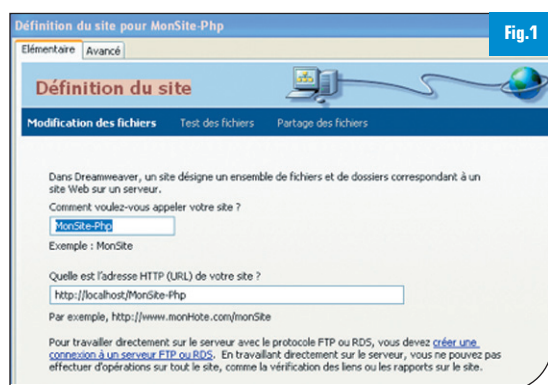 Définition du site pour MonSite-Php
Fig.1
Elémentaire Avancé
Définition du site
Modification des fichiers Test des fichiers Partage des fichiers
Dans Dreamweaver, un site désigne un ensemble de fichiers et de dossiers correspondant à un
site Web sur un serveur.
Comment voulez-vous appeler votre site ?
MonSite-Php
Exemple : MonSite
Quelle est l'adresse HTTP (URL) de votre site ?
http://localhost/MonSite-Php
Par exemple, http://www.monHote.com/monSite
Pour travailler directement sur le serveur avec le protocole FTP ou RDS, vous devez créer une
connexion à un serveur FTP ou RDS. En travaillant directement sur le serveur, vous ne pouvez pas
effectuer d'opérations sur tout le site, comme la vérification des liens ou les rapports sur le site.